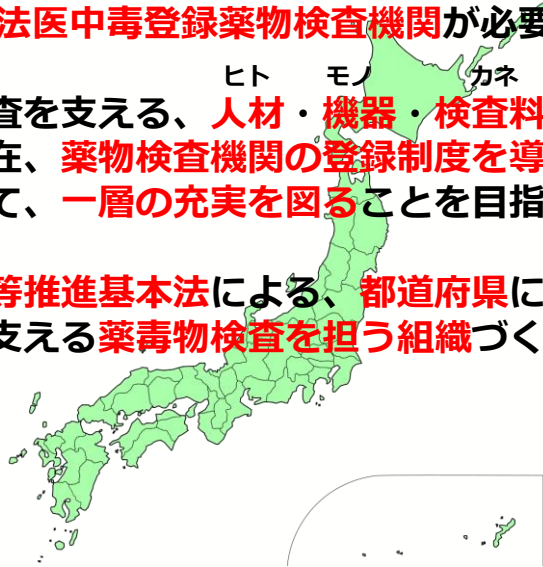 法医中毒登録薬物検査機関が必要
ヒト モノ カネ
査を支える、人材・機器・検査料
在、薬物検査機関の登録制度を導
て、一層の充実を図ることを目指
等推進基本法による、都道府県に
支える薬毒物検査を担う組織づく